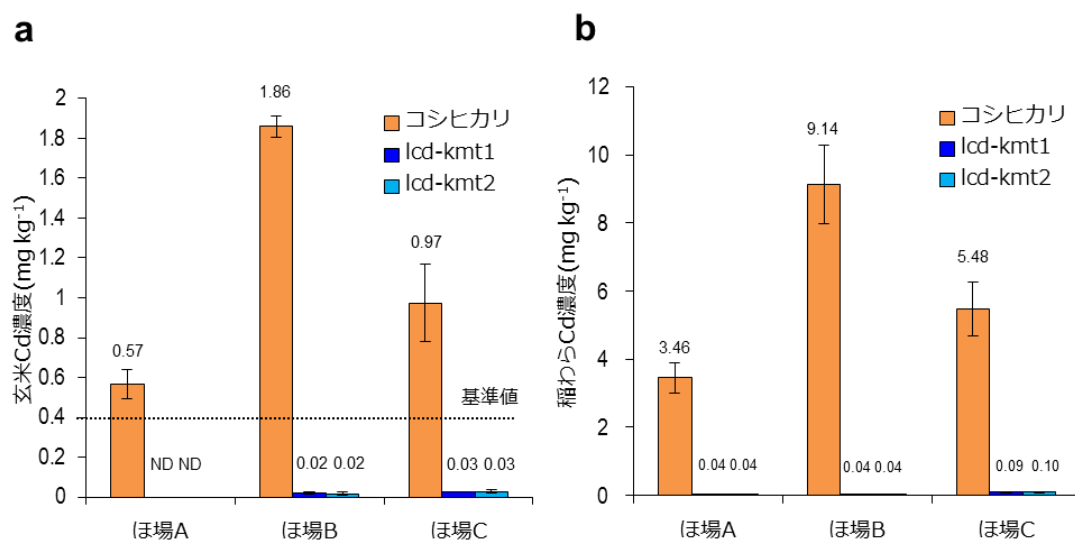 a
玄米Cd濃度(mg kg⁻¹)
2
1.8
1.6
1.4
1.2
1
0.8
0.6
0.4
0.2
0
コシヒカリ
lcd-kmt1
lcd-kmt2
基準値
0.57
ND ND
1.86
0.02 0.02
0.97
0.03 0.03
ほ場A
ほ場B
ほ場C
b
稲わらCd濃度(mg kg⁻¹)
12
10
8
6
4
2
0
コシヒカリ
lcd-kmt1
lcd-kmt2
3.46
0.04 0.04
9.14
0.04 0.04
5.48
0.09 0.10
ほ場A
ほ場B
ほ場C